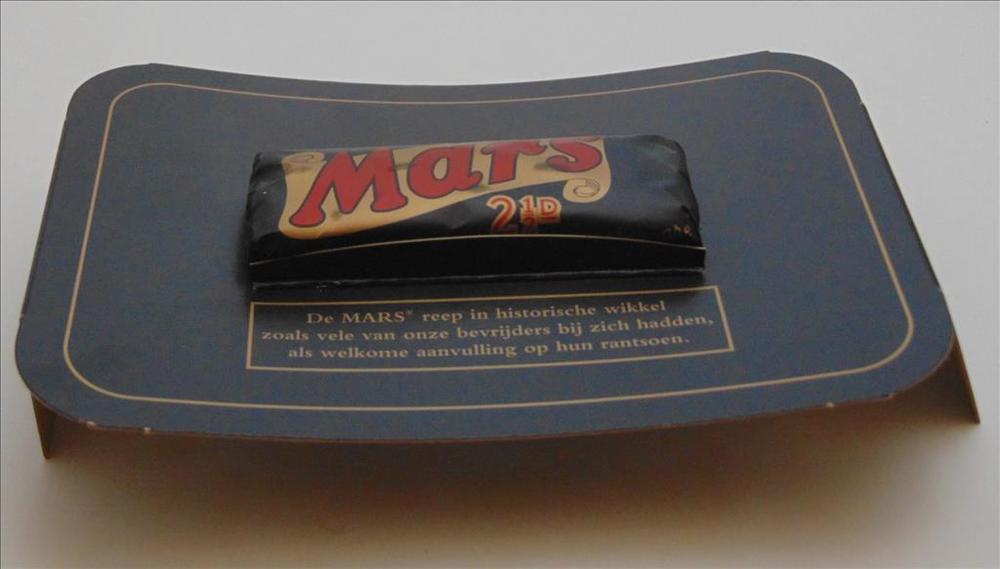 Mars
2½D
De MARS® reep in historische wikkel
zoals vele van onze bevrijders bij zich hadden,
als welkome aanvulling op hun rantsoen.